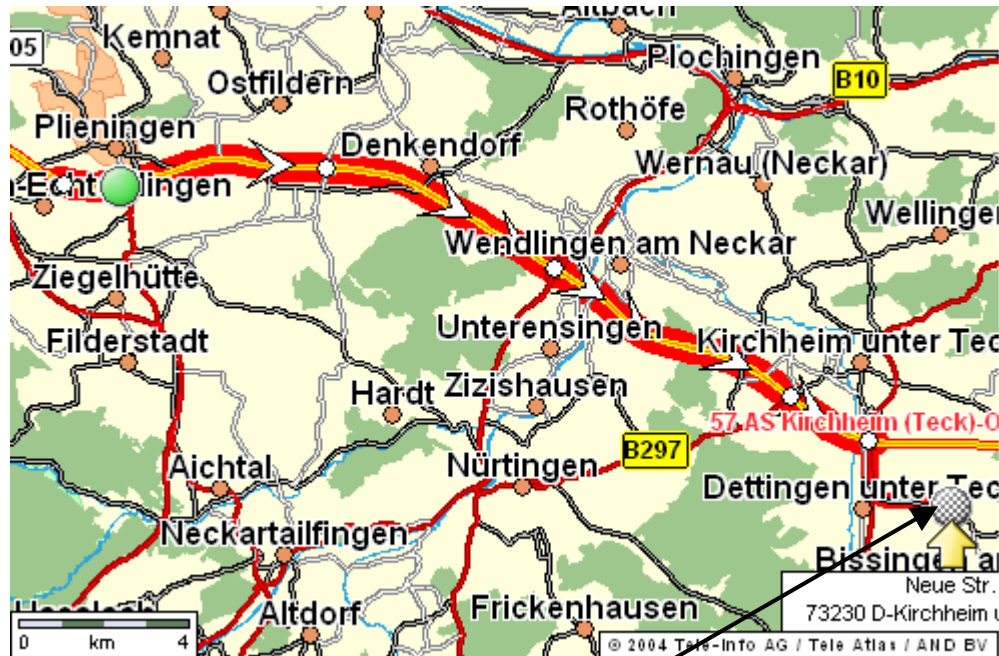 Altbach
05
Kemnat
Plochingen
B10
Ostfildern
Rothöfe
Plieningen
Denkendorf
Wernau (Neckar)
Wellinge
Wendlingen am Neckar
Ziegelhütte
Unterensingen
Kirchheim unter Tec
Filderstadt
Hardt
Zizishausen
57 AS Kirchheim (Teck)-O
B297
Aichtal
Nürtingen
Dettingen unter Tec
Neckartailfingen
Bissingen a
Neue Str.
73230 D-Kirchheim u
Altdorf
Frickenhausen
0 km 4
© 2004 Tele-Info AG / Tele Atlas / AND BV